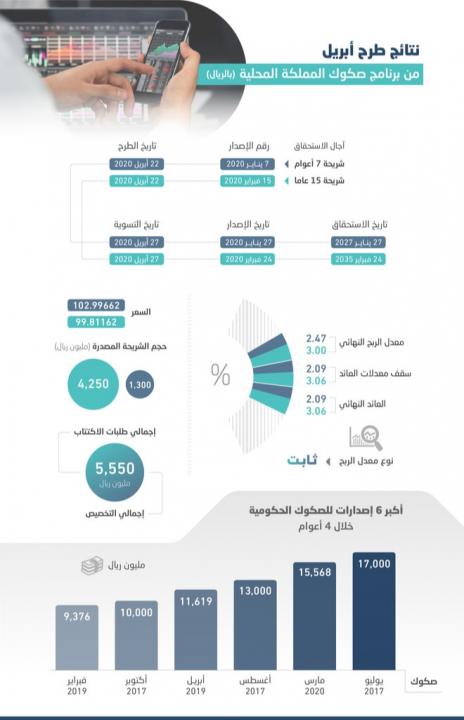 نتائج طرح أبريل
من برنامج صكوك المملكة المحلية (بالريال)
آجال الاستحقاق
رقم الإصدار
تاريخ الطرح
شريحة 7 أعوام
7 يناير 2020
22 أبريل 2020
شريحة 15 عاما
15 فبراير 2020
22 أبريل 2020
تاريخ الاستحقاق
تاريخ الإصدار
تاريخ التسوية
27 يناير 2027
27 يناير 2020
27 أبريل 2020
24 فبراير 2035
24 فبراير 2020
27 أبريل 2020
السعر
102.99662
99.81162
حجم الشريحة المصدرة (مليون ريال)
1,300
4,250
إجمالي طلبات الاكتتاب
5,550
مليون ريال
إجمالي التخصيص
معدل الربح النهائي
2.47
3.00
سقف معدلات العائد
2.09
3.06
العائد النهائي
2.09
3.06
%
نوع معدل الربح
ثابت
أكبر 6 إصدارات للصكوك الحكومية
خلال 4 أعوام
مليون ريال
17,000
15,568
13,000
11,619
10,000
9,376
صكوك
يوليو 2017
مارس 2020
أغسطس 2017
أبريل 2019
أكتوبر 2017
فبراير 2019